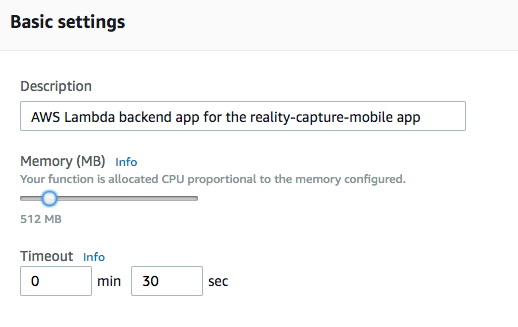 Basic settings
Description
AWS Lambda backend app for the reality-capture-mobile app
Memory (MB) Info
Your function is allocated CPU proportional to the memory configured.
512 MB
Timeout Info
0 min 30 sec